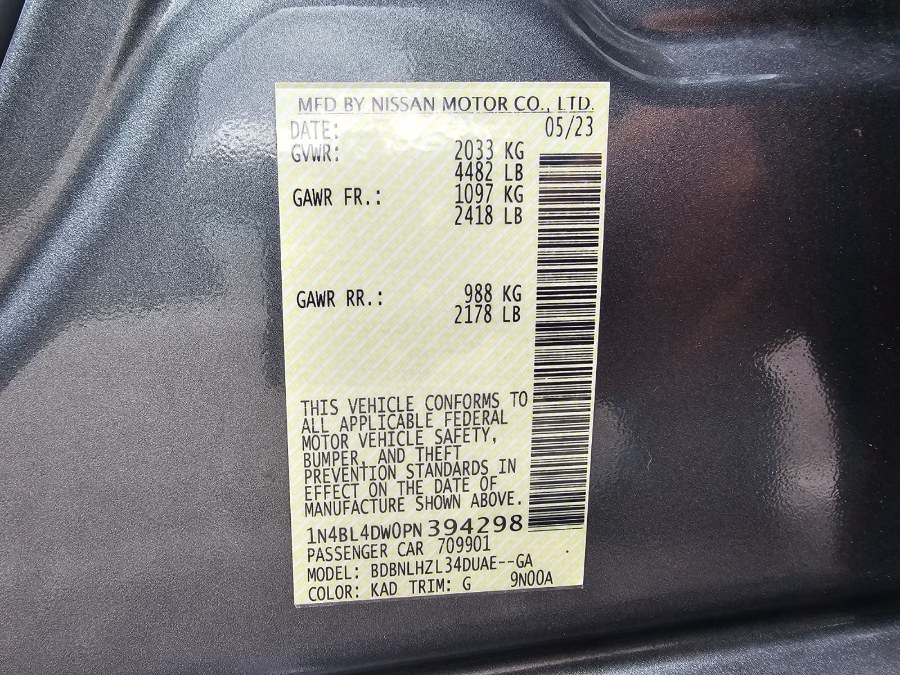 MFD BY NISSAN MOTOR CO., LTD.
DATE: 05/23
GVWR: 2033 KG
4482 LB
GAWR FR.: 1097 KG
2418 LB
GAWR RR.: 988 KG
2178 LB
THIS VEHICLE CONFORMS TO
ALL APPLICABLE FEDERAL
MOTOR VEHICLE SAFETY,
BUMPER, AND THEFT
PREVENTION STANDARDS IN
EFFECT ON THE DATE OF
MANUFACTURE SHOWN ABOVE.
1N4BL4DW0PN394298
PASSENGER CAR 709901
MODEL: BDBNLHZL34DUAE--GA
COLOR: KAD TRIM: G 9N00A